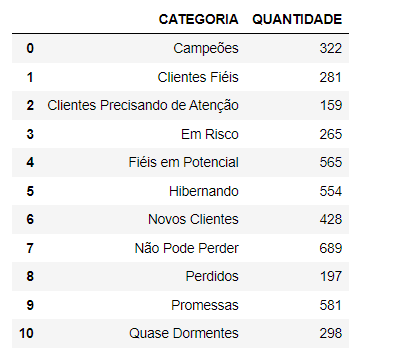 CATEGORIA QUANTIDADE
0 Campeões 322
1 Clientes Fiéis 281
2 Clientes Precisando de Atenção 159
3 Em Risco 265
4 Fiéis em Potencial 565
5 Hibernando 554
6 Novos Clientes 428
7 Não Pode Perder 689
8 Perdidos 197
9 Promessas 581
10 Quase Dormentes 298